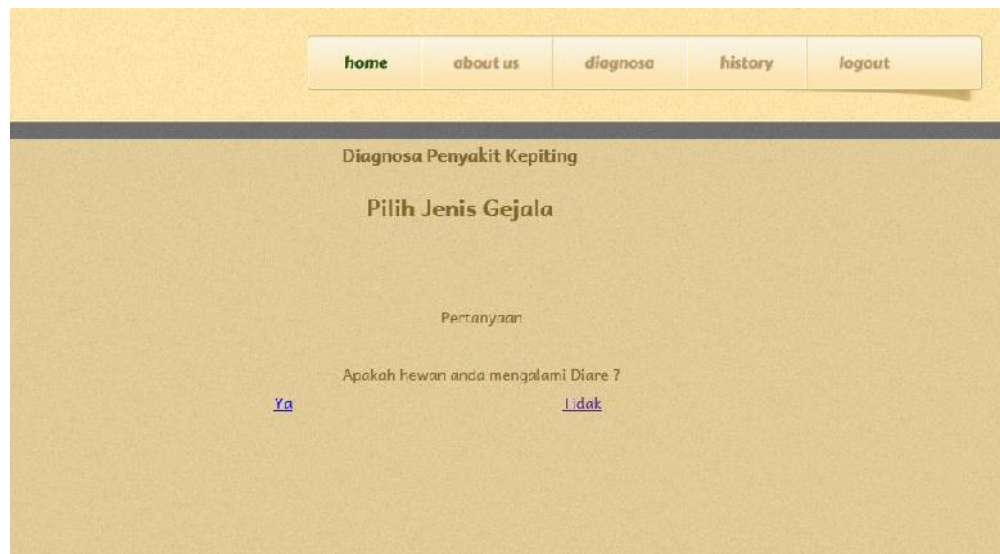 home about us diagnosa history logout
Diagnosa Penyakit Kepiting
Pilih Jenis Gejala
Pertanyaan
Apakah hewan anda mengalami Diare ?
Ya Tidak